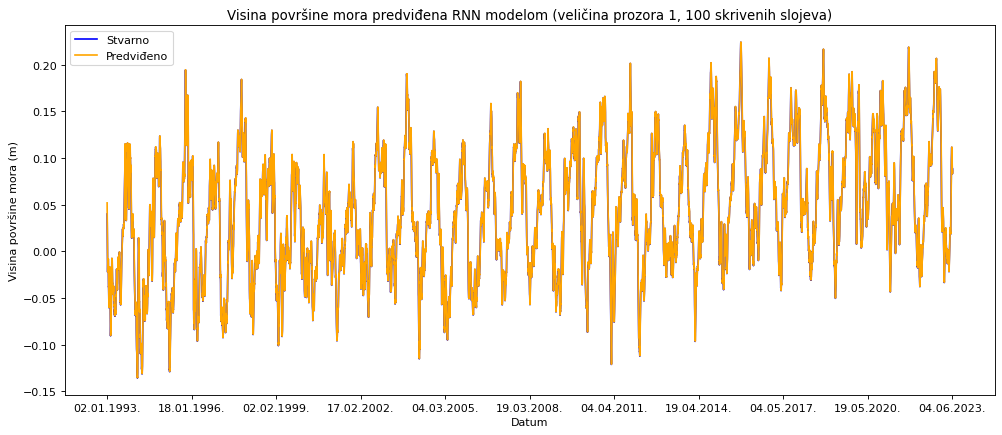 Visina površine mora predviđena RNN modelom (veličina prozora 1, 100 skrivenih slojeva)
Stvarno
Predviđeno
Visina površine mora (m)
0.20
0.15
0.10
0.05
0.00
−0.05
−0.10
−0.15
02.01.1993. 18.01.1996. 02.02.1999. 17.02.2002. 04.03.2005. 19.03.2008. 04.04.2011. 19.04.2014. 04.05.2017. 19.05.2020. 04.06.2023.
Datum